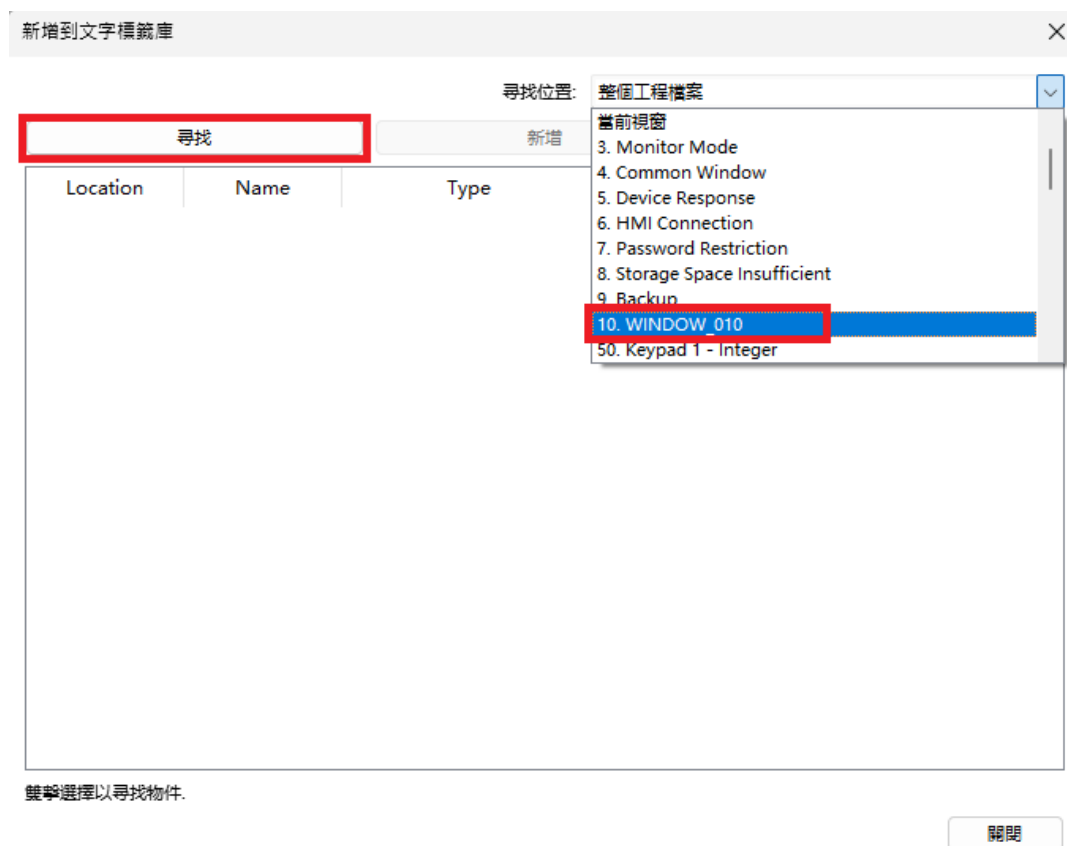 新增到文字標籤庫
尋找位置: 整個工程檔案
尋找 新增
當前視窗
3. Monitor Mode
4. Common Window
5. Device Response
6. HMI Connection
7. Password Restriction
8. Storage Space Insufficient
9. Backup
10. WINDOW_010
50. Keypad 1 - Integer
Location Name Type
雙擊選擇以尋找物件.
關閉